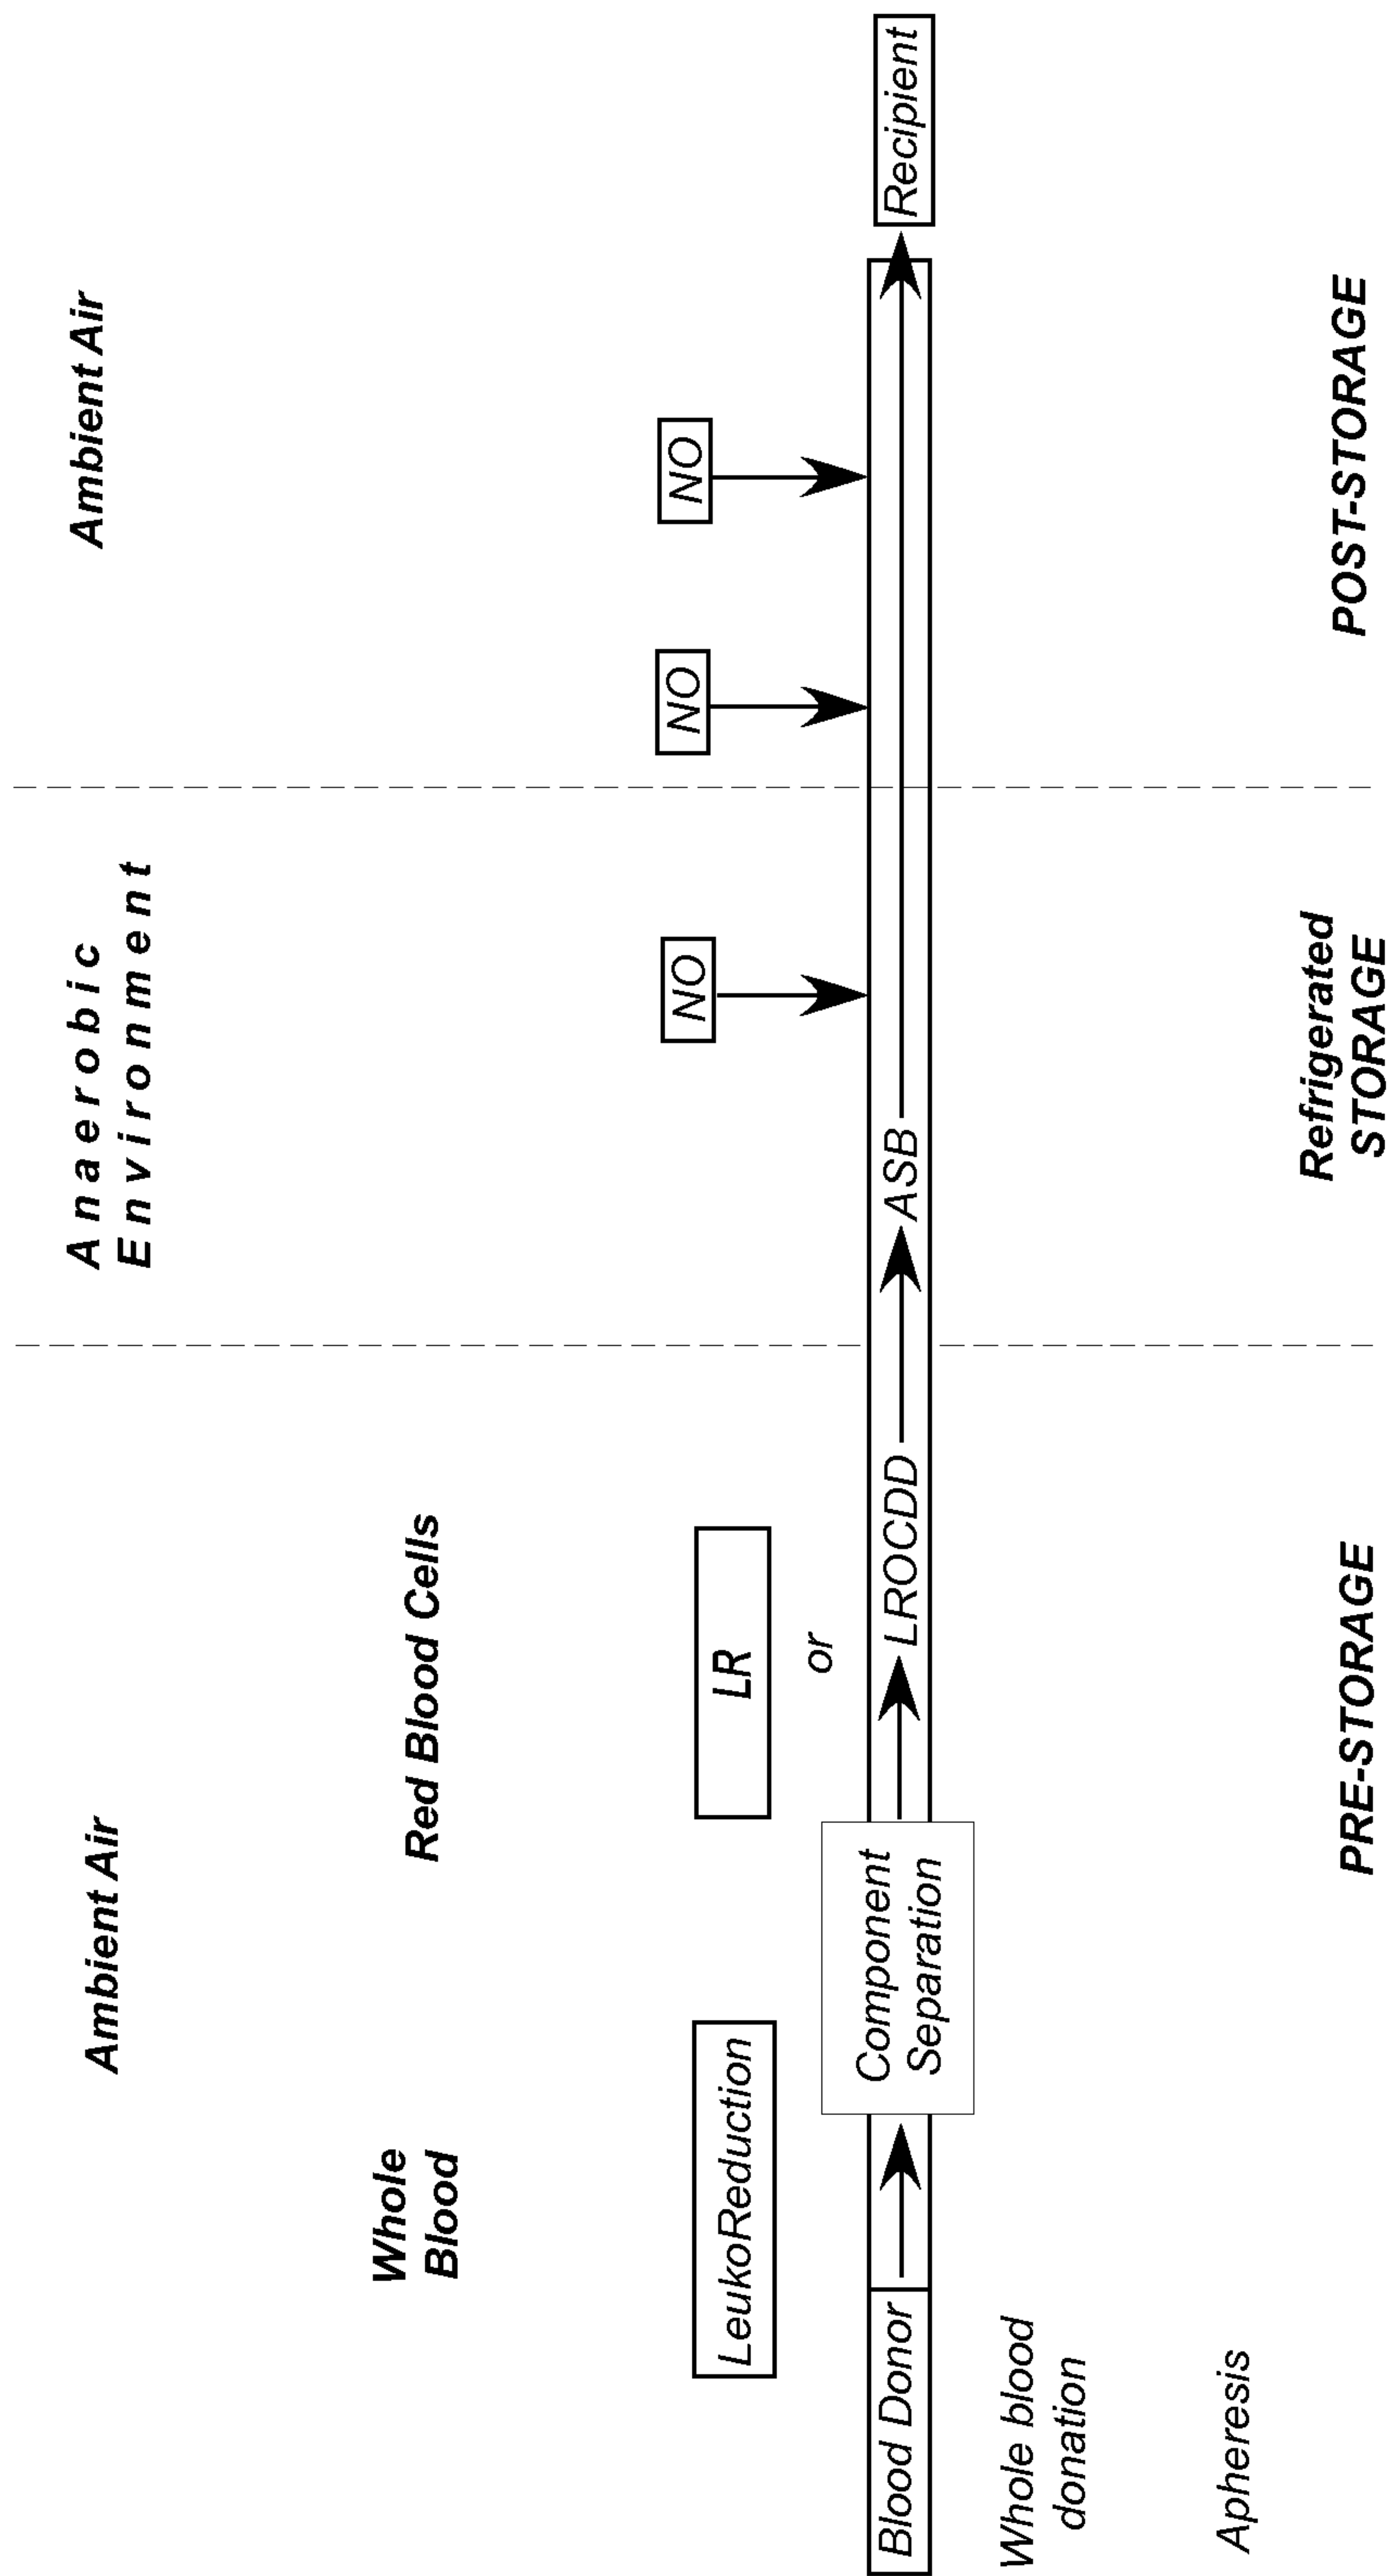 Ambient Air
Anaerobic
Environment
Ambient Air
Whole
Blood
Red Blood Cells
LeukoReduction
LR
NO
NO
NO
or
Blood Donor
Component
Separation
LROCDD
ASB
Recipient
Whole blood
donation
Apheresis
PRE-STORAGE
Refrigerated
STORAGE
POST-STORAGE